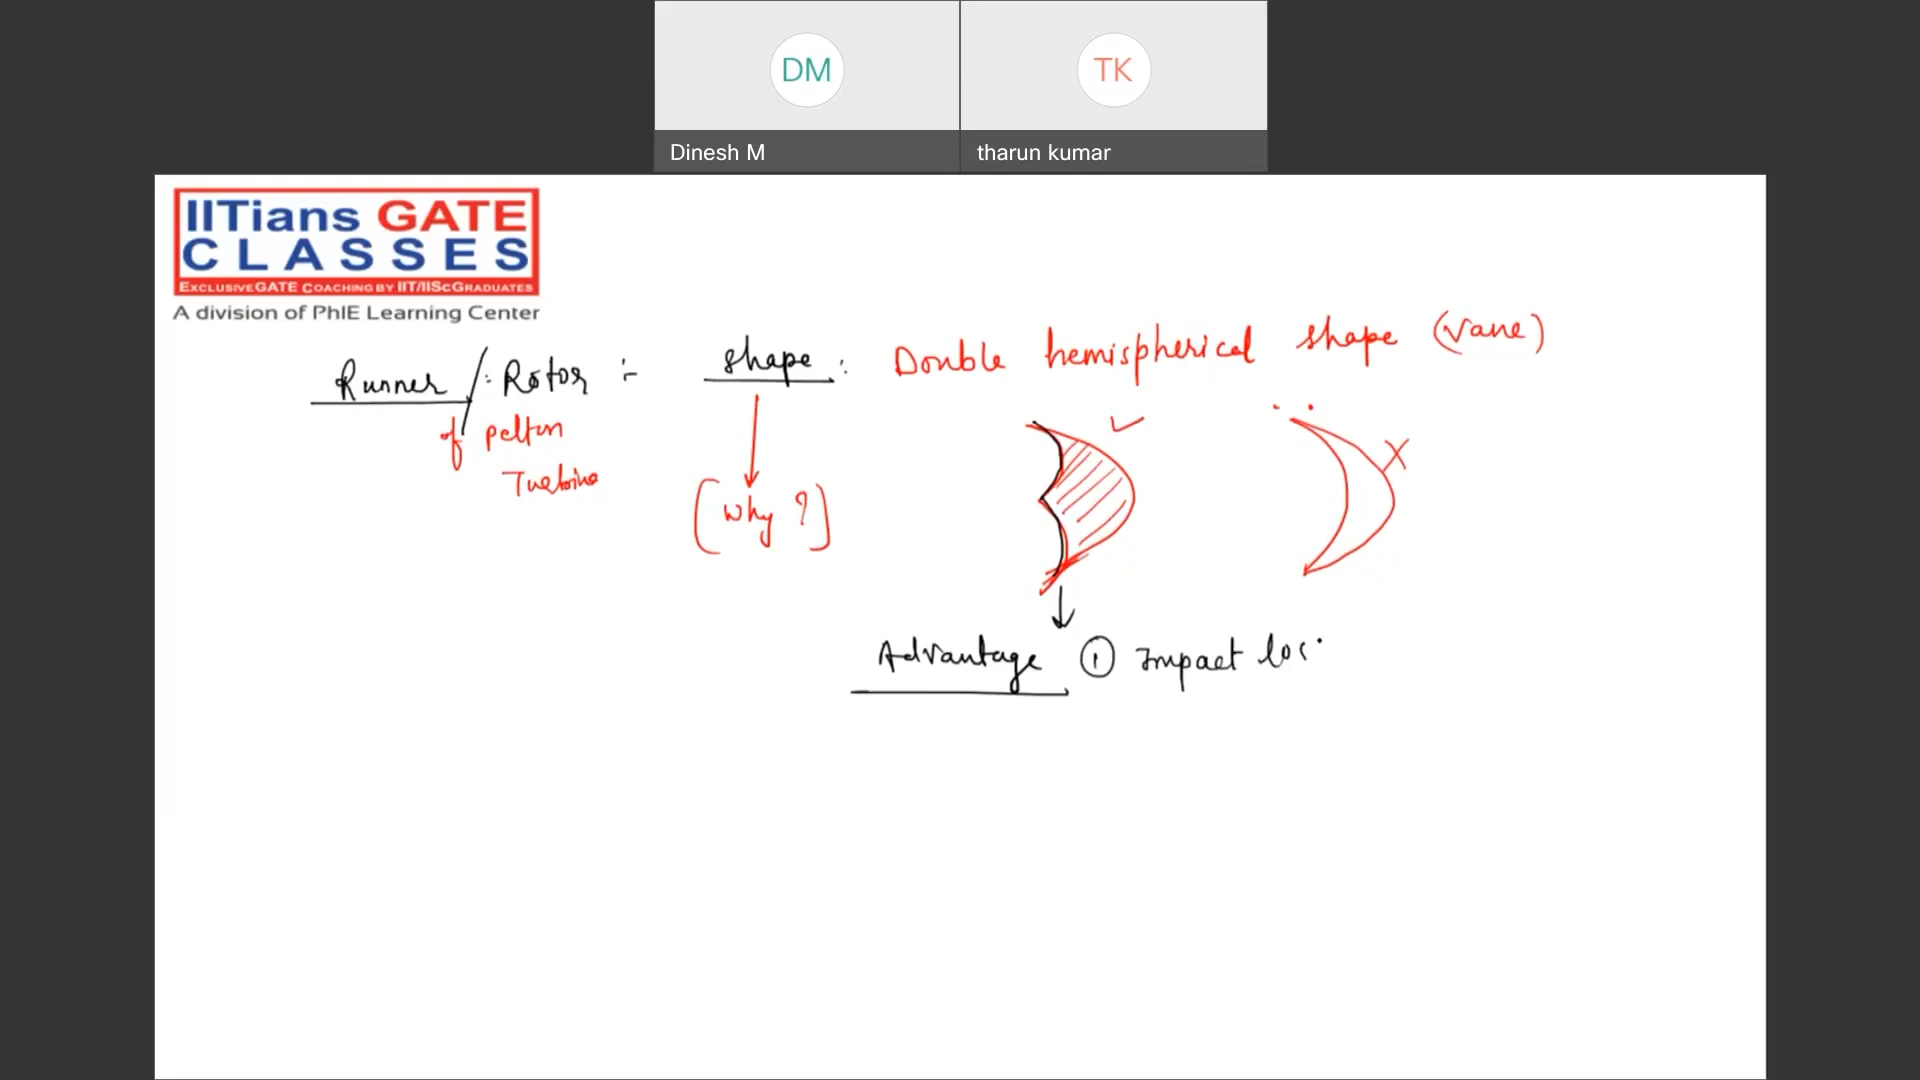 DM
TK
Dinesh M
tharun kumar
IITians GATE
CLASSES
EXCLUSIVE GATE COACHING BY IIT/IISc GRADUATES
A division of PhIE Learning Center
Runner / : Rotor :- shape : Double hemispherical shape (Vane)
of pelton
Turbine
[Why ?]
Advantage ① Impact los